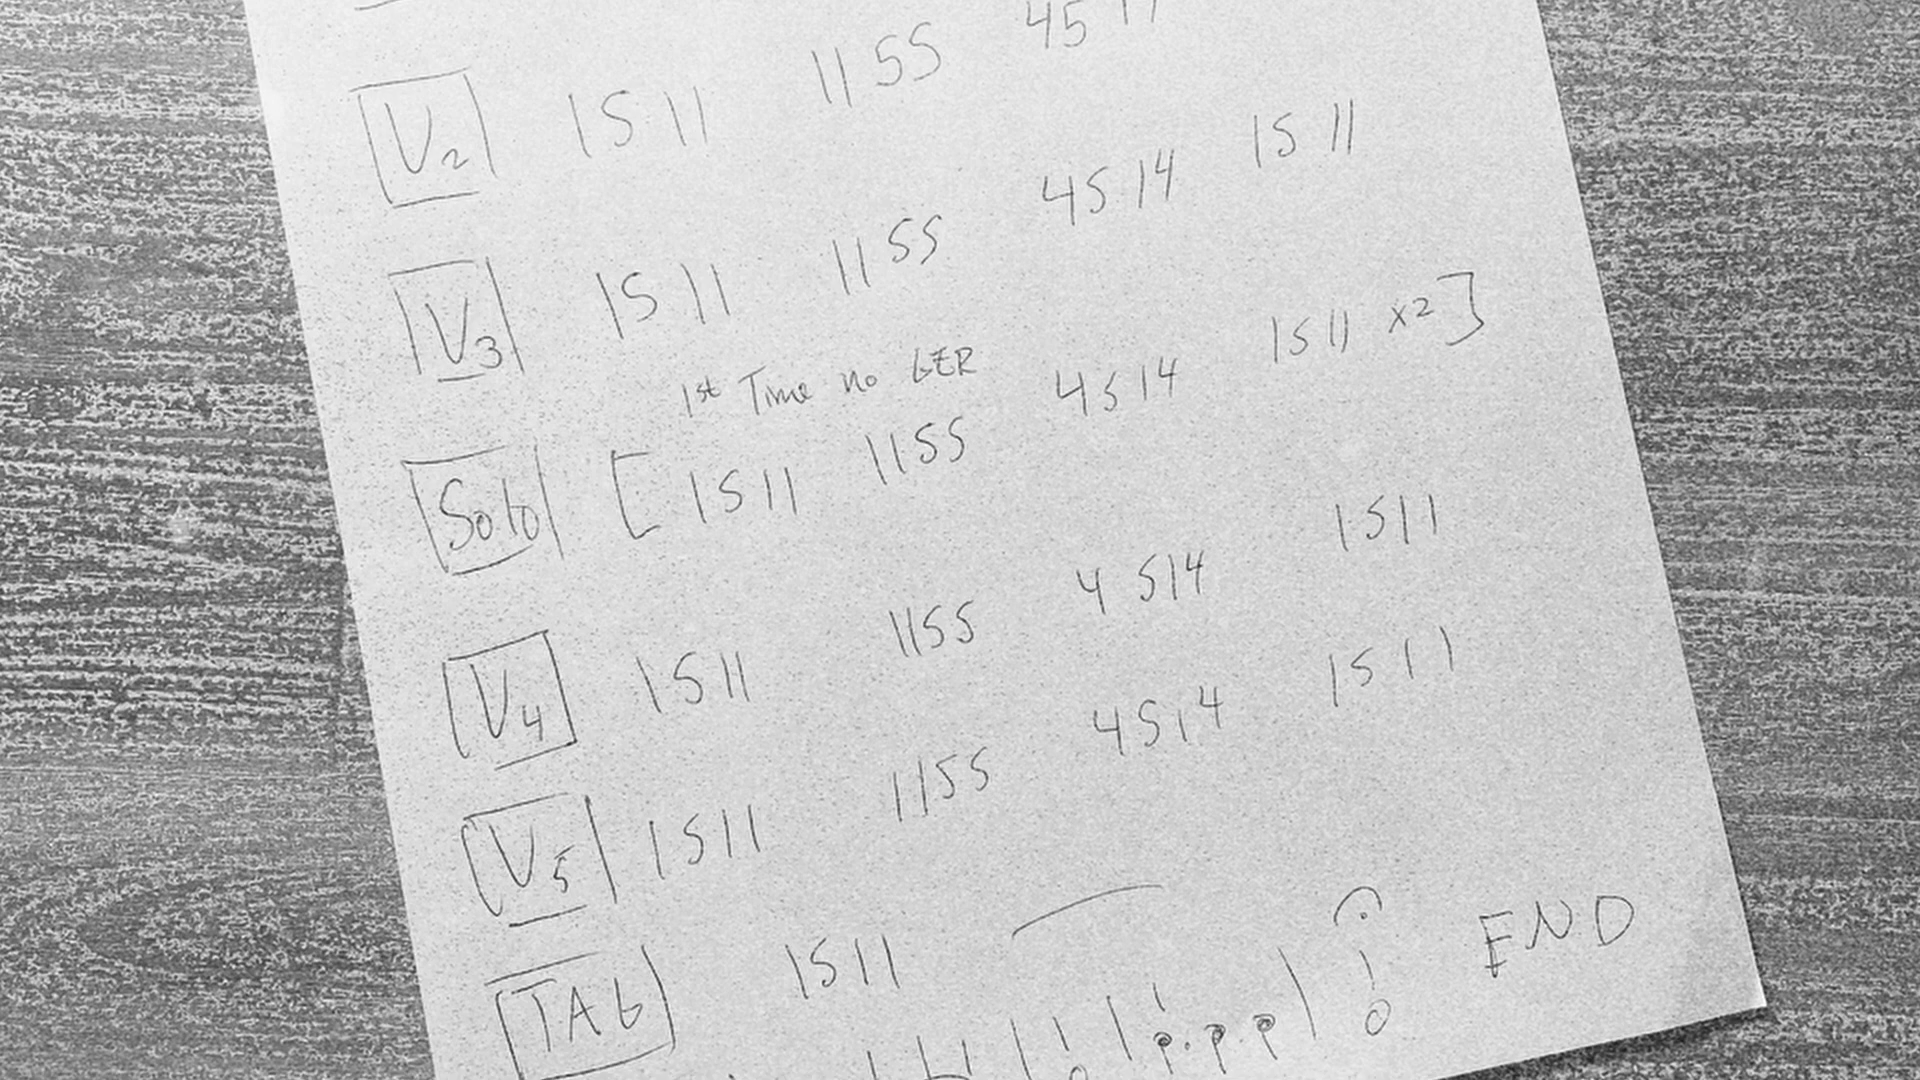 V2 1511 1155 45 11
V3 1511 1155 4514 1511
1st Time no
Solo [ 1511 1155 4514 1511 x2 ]
V4 1511 1155 4514 1511
V5 1511 1155 4514 1511
TAG 1511 END